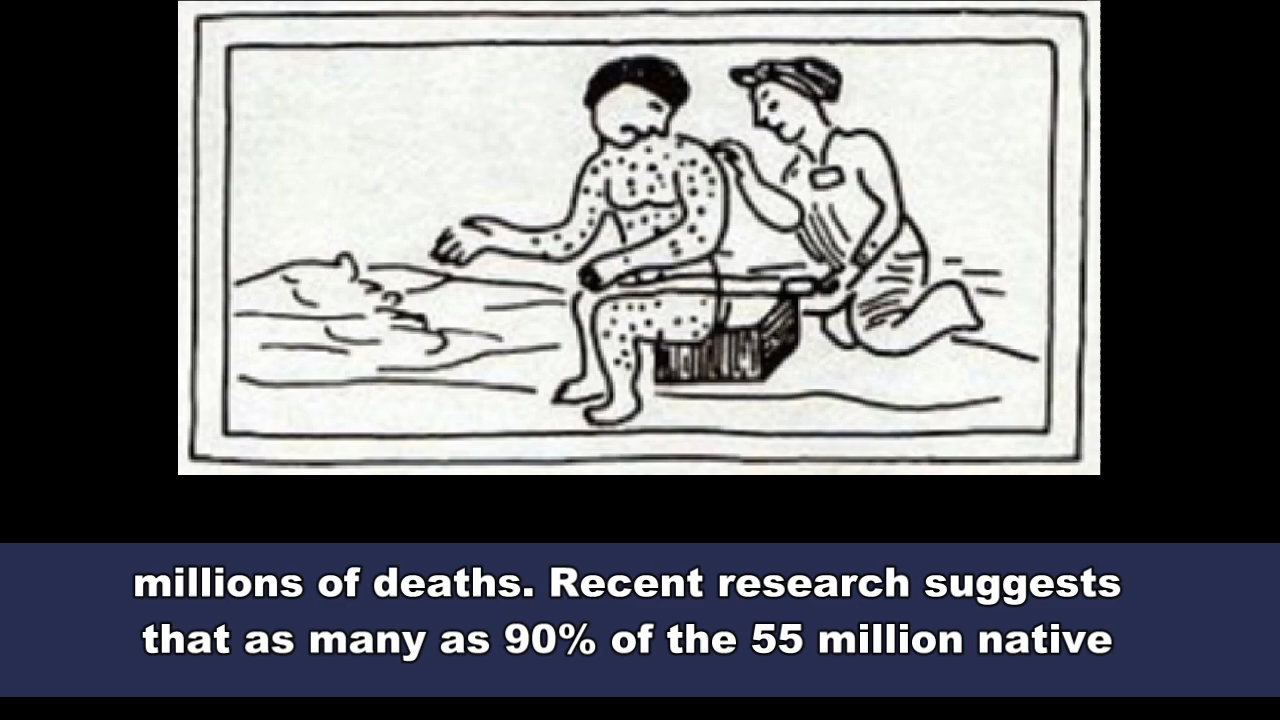 millions of deaths. Recent research suggests
that as many as 90% of the 55 million native